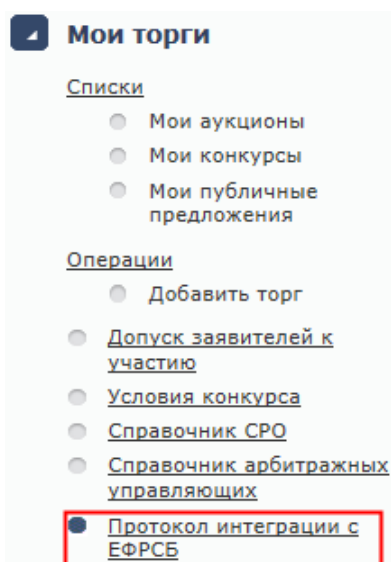 Мои торги
Списки
Мои аукционы
Мои конкурсы
Мои публичные
предложения
Операции
Добавить торг
Допуск заявителей к
участию
Условия конкурса
Справочник СРО
Справочник арбитражных
управляющих
Протокол интеграции с
ЕФРСБ